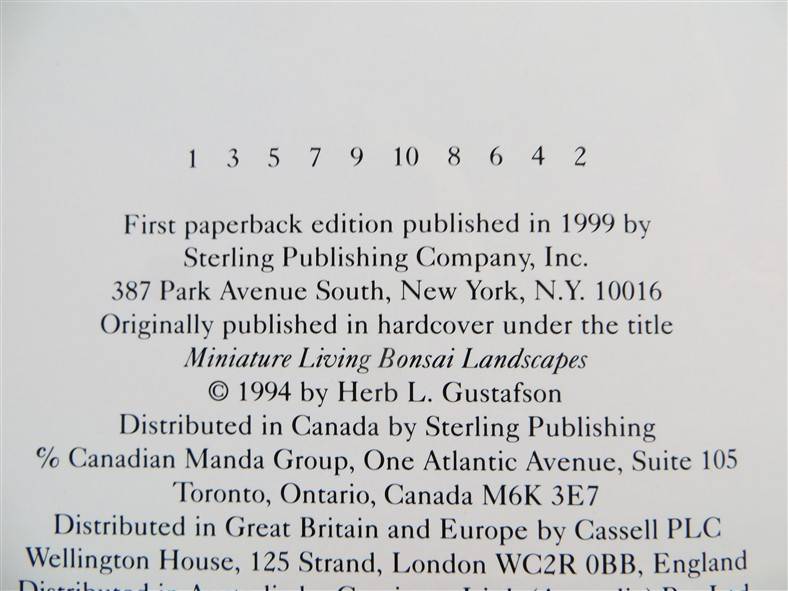 1 3 5 7 9 10 8 6 4 2
First paperback edition published in 1999 by
Sterling Publishing Company, Inc.
387 Park Avenue South, New York, N.Y. 10016
Originally published in hardcover under the title
Miniature Living Bonsai Landscapes
© 1994 by Herb L. Gustafson
Distributed in Canada by Sterling Publishing
℅ Canadian Manda Group, One Atlantic Avenue, Suite 105
Toronto, Ontario, Canada M6K 3E7
Distributed in Great Britain and Europe by Cassell PLC
Wellington House, 125 Strand, London WC2R 0BB, England
Distributed in Australia by